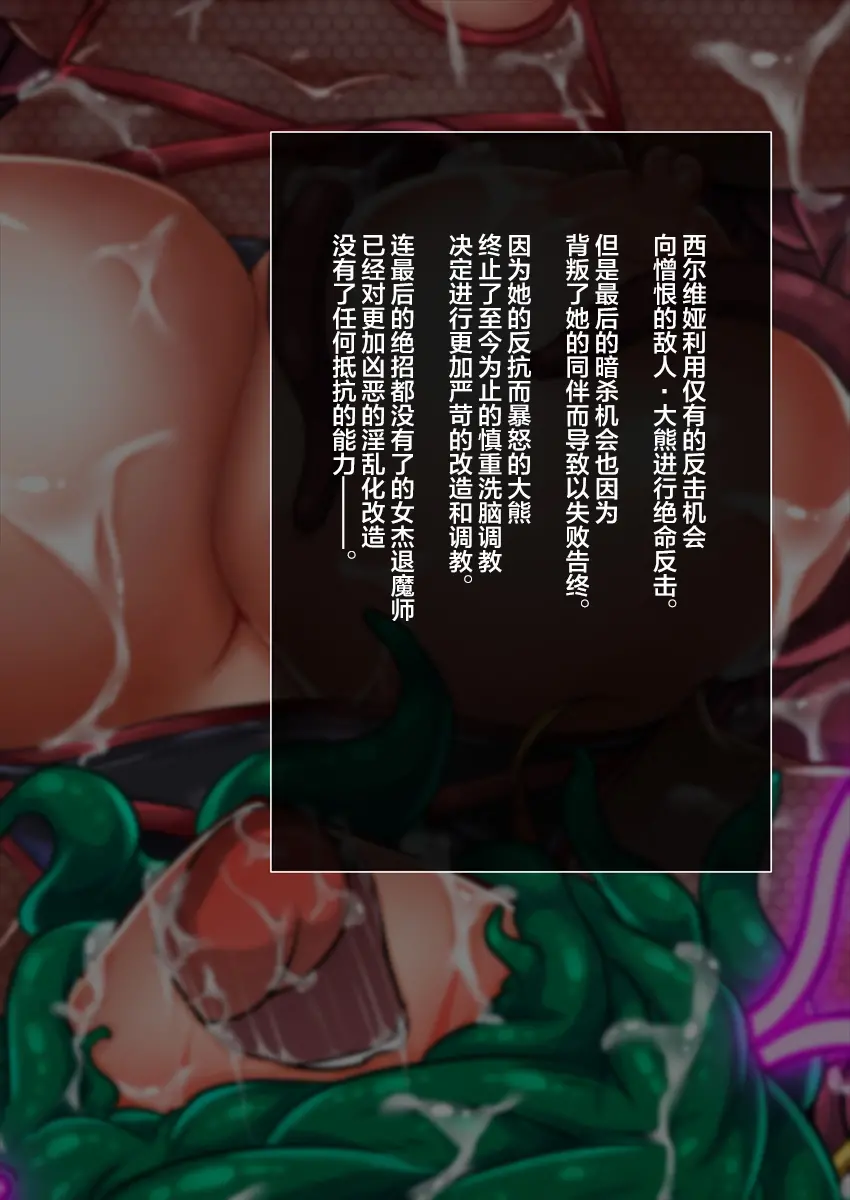 西尔维娅利用仅有的反击机会
向憎恨的敌人·大熊进行绝命反击。
但是最后的暗杀机会也因为
背叛了她的同伴而导致以失败告终。
因为她的反抗而暴怒的大熊
终止了至今为止的慎重洗脑调教
决定进行更加严苛的改造和调教。
连最后的绝招都没有了的女杰退魔师
已经对更加凶恶的淫乱化改造
没有了任何抵抗的能力———。